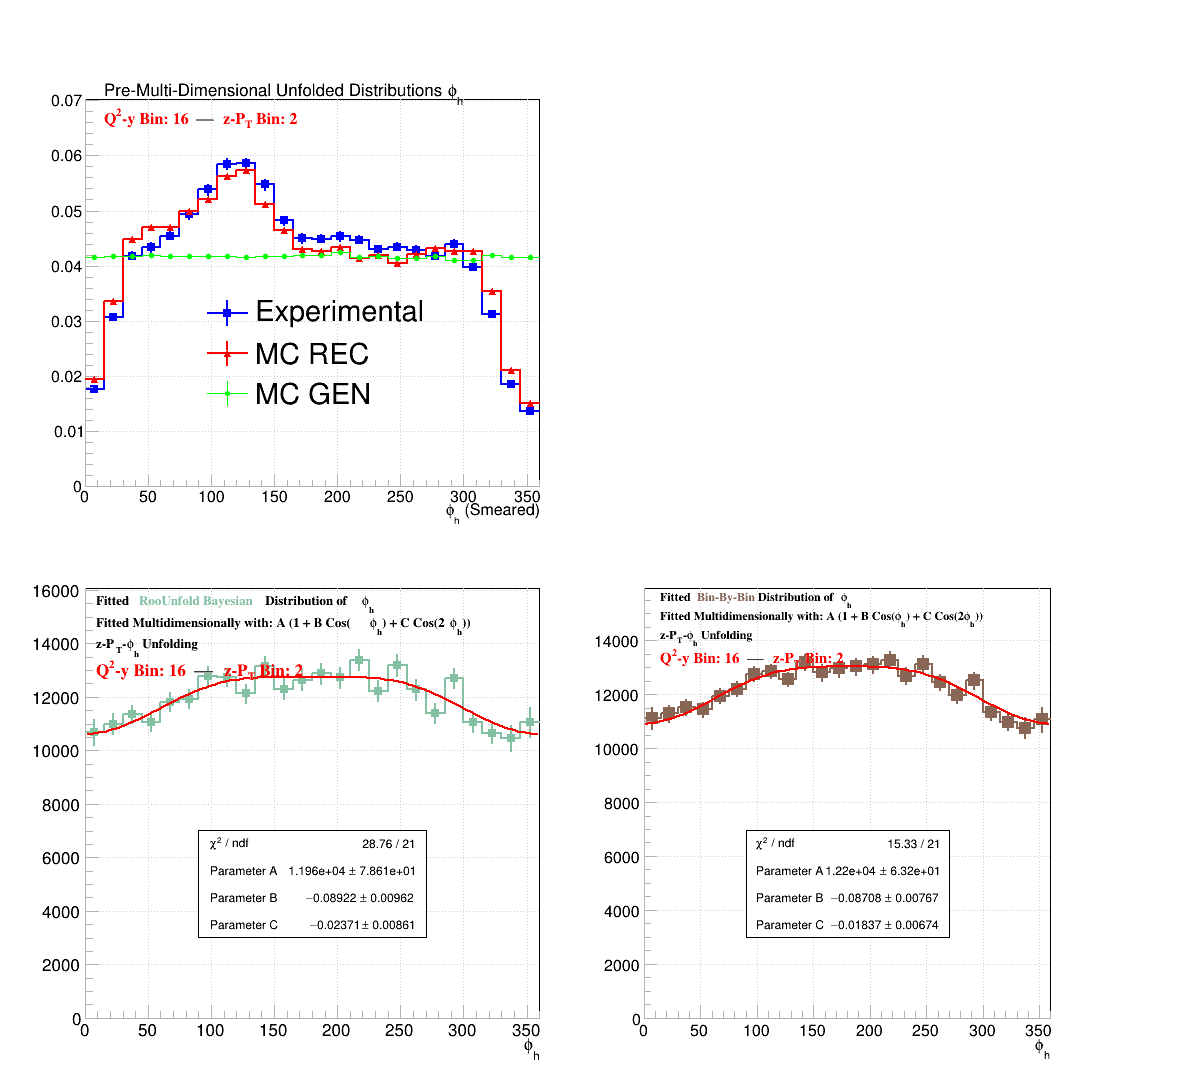 Pre-Multi-Dimensional Unfolded Distributions ϕh
Q²-y Bin: 16 — z-PT Bin: 2
0.07
0.06
0.05
0.04
0.03
0.02
0.01
0
Experimental
MC REC
MC GEN
0 50 100 150 200 250 300 350
ϕh (Smeared)
Fitted RooUnfold Bayesian Distribution of ϕh
Fitted Multidimensionally with: A (1 + B Cos( ϕh) + C Cos(2 ϕh))
z-PT-ϕh Unfolding
Q²-y Bin: 16 — z-PT Bin: 2
16000
14000
12000
10000
8000
6000
4000
2000
0
χ² / ndf 28.76 / 21
Parameter A 1.196e+04 ± 7.861e+01
Parameter B −0.08922 ± 0.00962
Parameter C −0.02371 ± 0.00861
0 50 100 150 200 250 300 350
ϕh
Fitted Bin-By-Bin Distribution of ϕh
Fitted Multidimensionally with: A (1 + B Cos(ϕh) + C Cos(2ϕh))
z-PT-ϕh Unfolding
Q²-y Bin: 16 — z-PT Bin: 2
14000
12000
10000
8000
6000
4000
2000
0
χ² / ndf 15.33 / 21
Parameter A 1.22e+04 ± 6.32e+01
Parameter B −0.08708 ± 0.00767
Parameter C −0.01837 ± 0.00674
0 50 100 150 200 250 300 350
ϕh